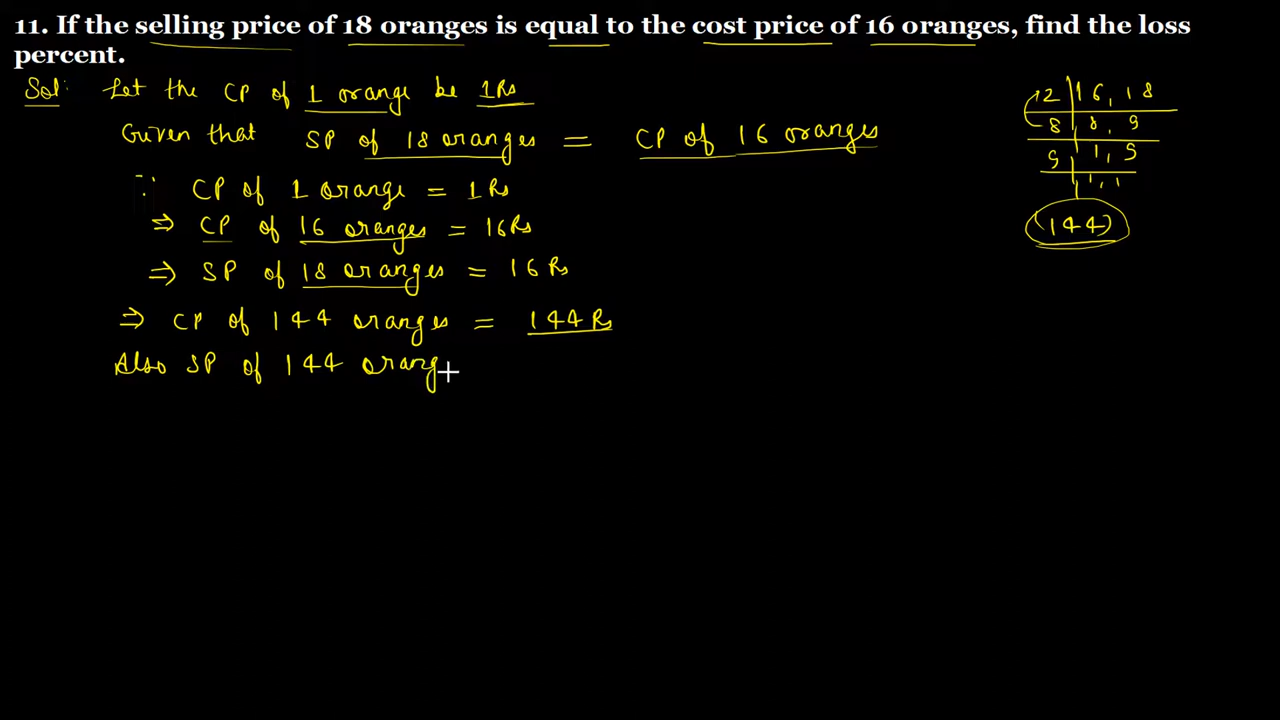 11. If the selling price of 18 oranges is equal to the cost price of 16 oranges, find the loss
percent.
Sol: Let the CP of 1 orange be 1Rs
Given that SP of 18 oranges = CP of 16 oranges
∵ CP of 1 orange = 1Rs
⇒ CP of 16 oranges = 16Rs
⇒ SP of 18 oranges = 16Rs
⇒ CP of 144 oranges = 144Rs
Also SP of 144 orang
2 | 16, 18
8 | 8, 9
9 | 1, 9
| 1, 1
144